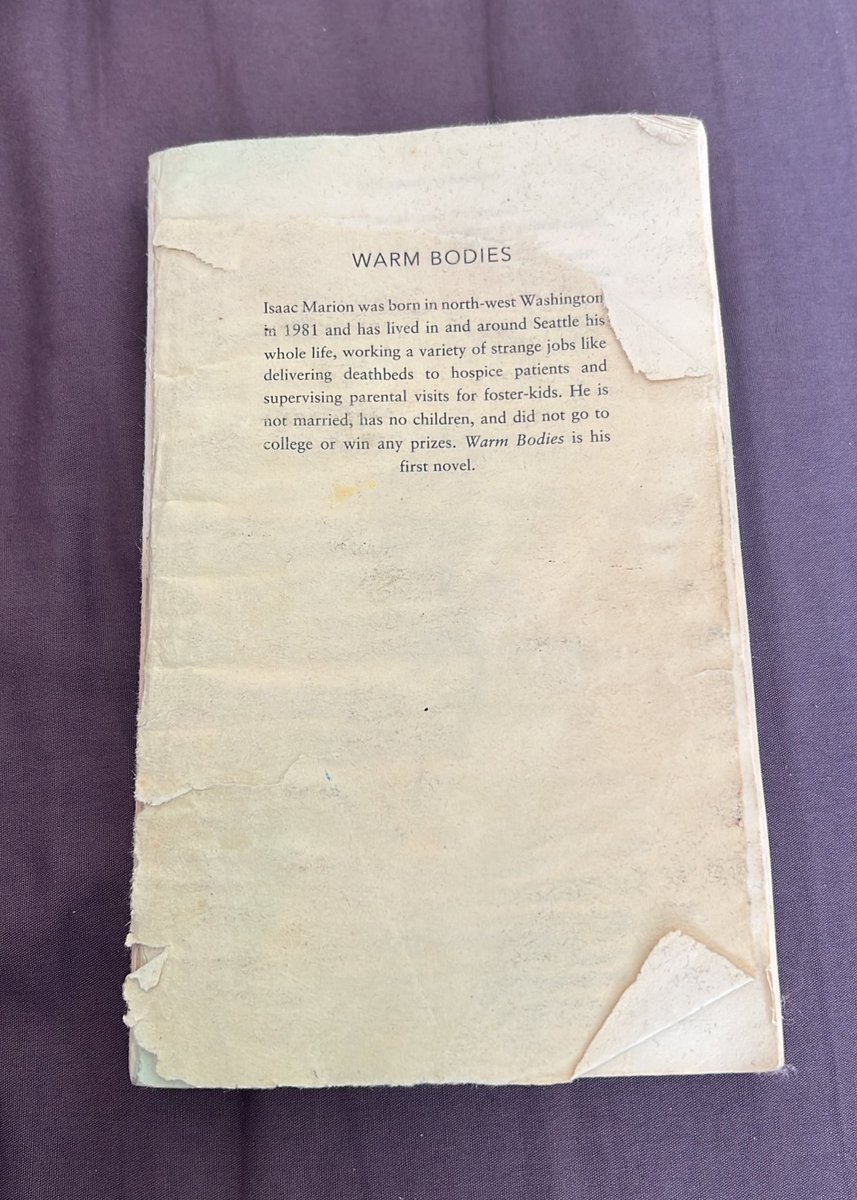 WARM BODIES
Isaac Marion was born in north-west Washington
in 1981 and has lived in and around Seattle his
whole life, working a variety of strange jobs like
delivering deathbeds to hospice patients and
supervising parental visits for foster-kids. He is
not married, has no children, and did not go to
college or win any prizes. Warm Bodies is his
first novel.